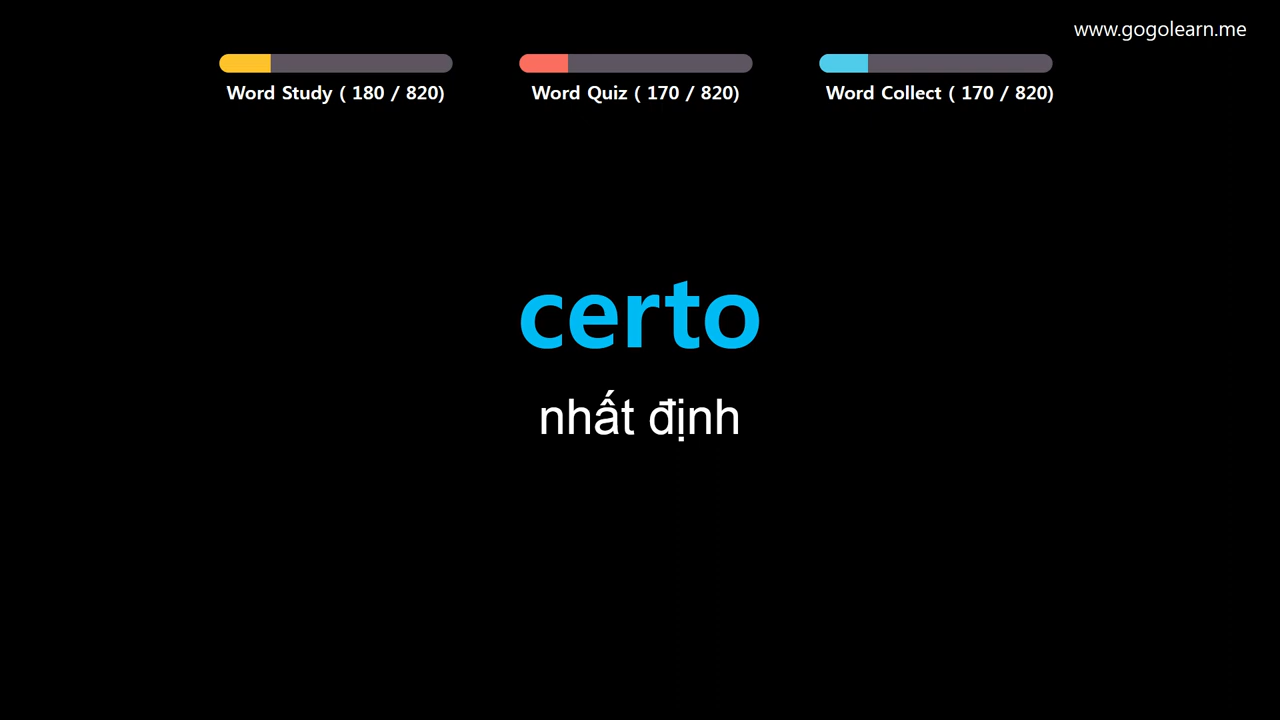 www.gogolearn.me
Word Study ( 180 / 820)
Word Quiz ( 170 / 820)
Word Collect ( 170 / 820)
certo
nhất định